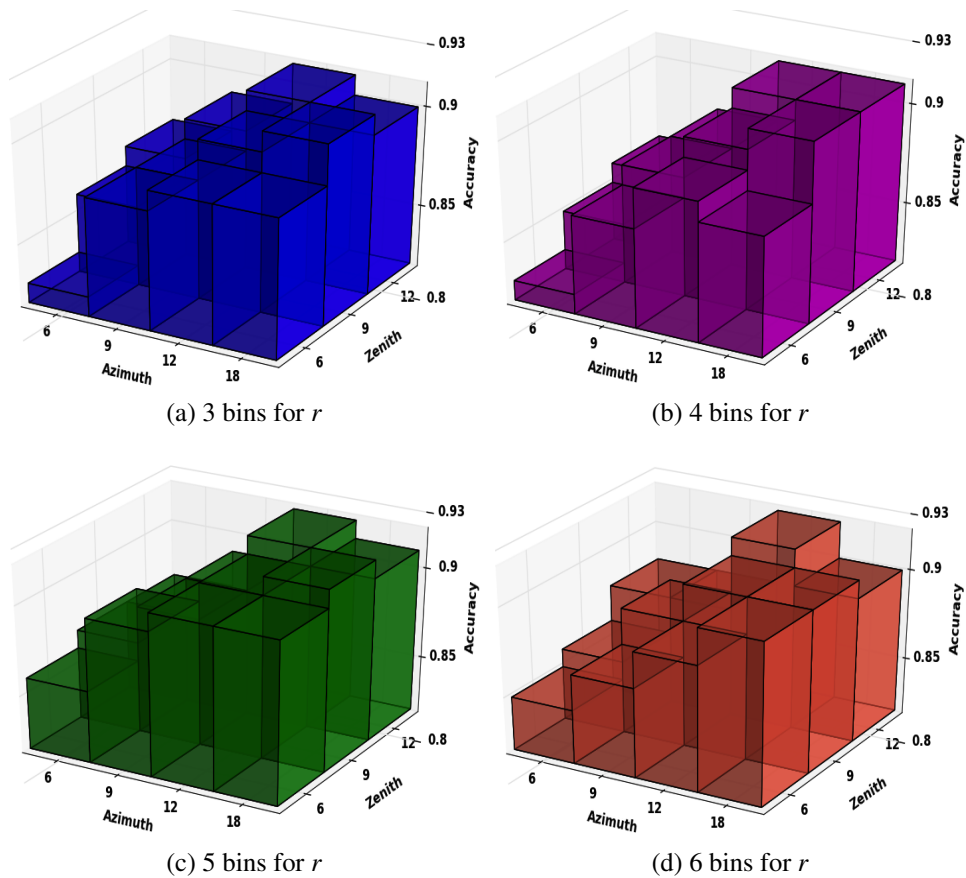 0.93
0.9
0.85
0.8
Accuracy
6
9
12
18
Azimuth
6
9
12
Zenith
(a) 3 bins for r
0.93
0.9
0.85
0.8
Accuracy
6
9
12
18
Azimuth
6
9
12
Zenith
(b) 4 bins for r
0.93
0.9
0.85
0.8
Accuracy
6
9
12
18
Azimuth
6
9
12
Zenith
(c) 5 bins for r
0.93
0.9
0.85
0.8
Accuracy
6
9
12
18
Azimuth
6
9
12
Zenith
(d) 6 bins for r